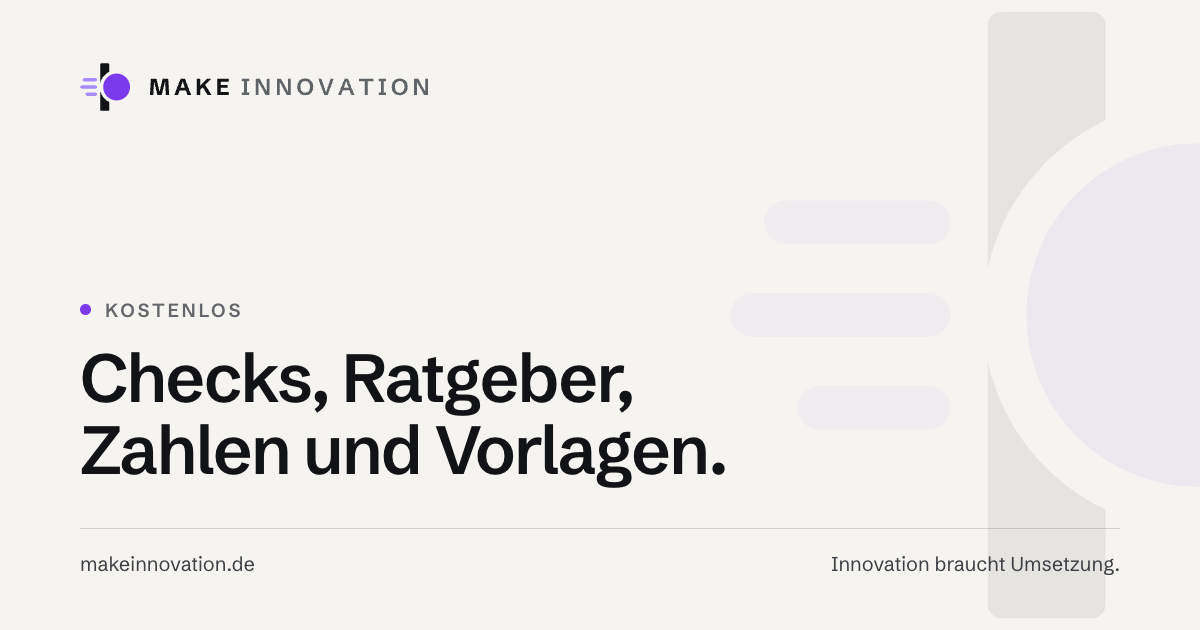 MAKE INNOVATION
KOSTENLOS
Checks, Ratgeber,
Zahlen und Vorlagen.
makeinnovation.de
Innovation braucht Umsetzung.